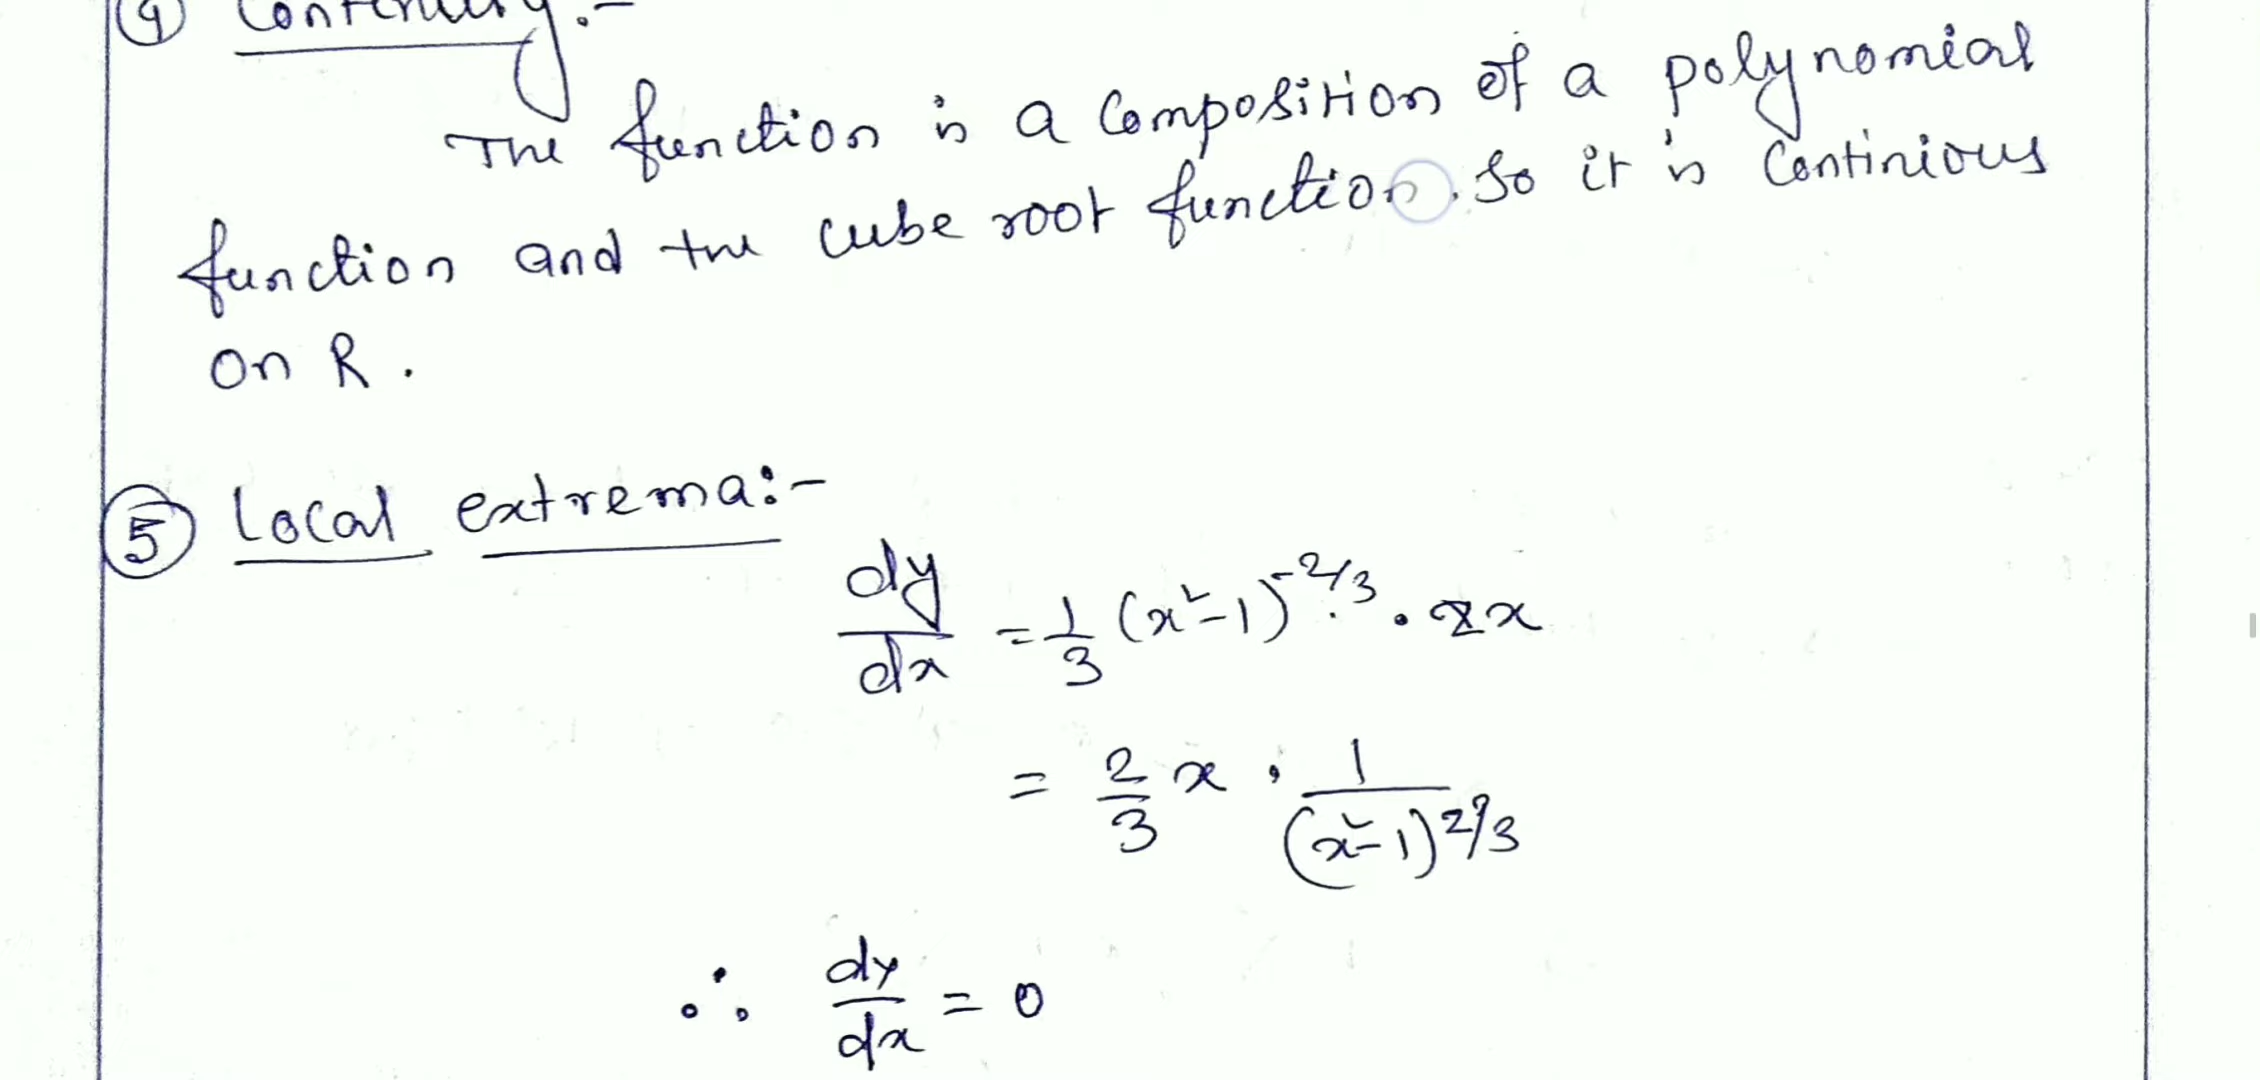 ④ Continuity:-
The function is a Composition of a polynomial
function and the cube root function. So it is Continious
on R.
⑤ Local extrema:-
dy/dx = 1/3 (x²-1)^-2/3 . 2x
= 2/3 x . 1/(x²-1)^2/3
∴ dy/dx = 0